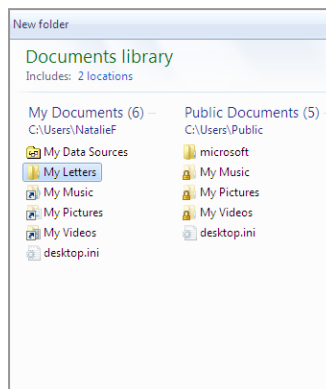 New folder
Documents library
Includes: 2 locations
My Documents (6)
C:\Users\NatalieF
My Data Sources
My Letters
My Music
My Pictures
My Videos
desktop.ini
Public Documents (5)
C:\Users\Public
microsoft
My Music
My Pictures
My Videos
desktop.ini